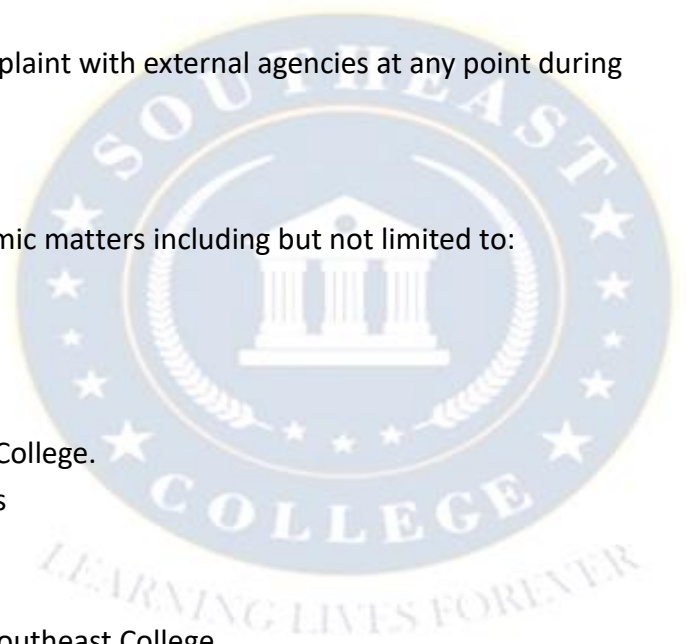 plaint with external agencies at any point during
mic matters including but not limited to:
College.
s
outheast College
SOUTHEAST
COLLEGE
LEARNING LIVES FOREVER